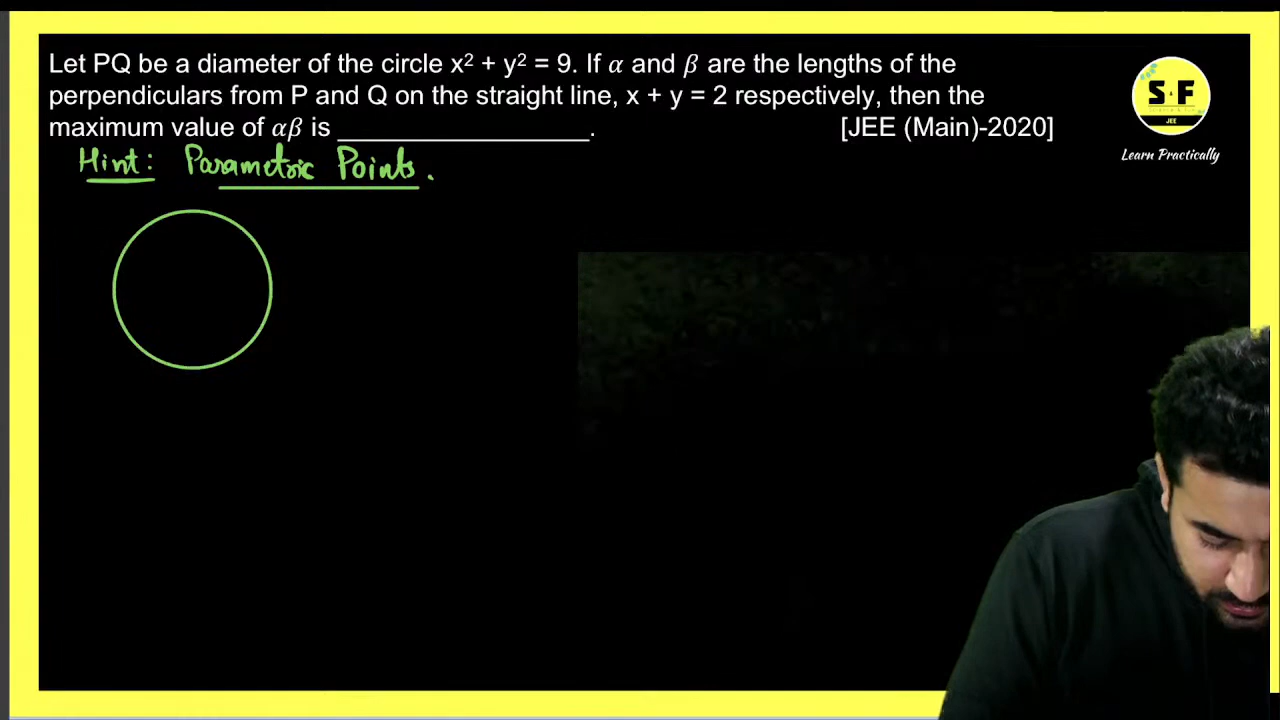 Let PQ be a diameter of the circle x² + y² = 9. If α and β are the lengths of the
perpendiculars from P and Q on the straight line, x + y = 2 respectively, then the
maximum value of αβ is _________________.
[JEE (Main)-2020]
S&F
JEE
Learn Practically
Hint: Parametric Points.